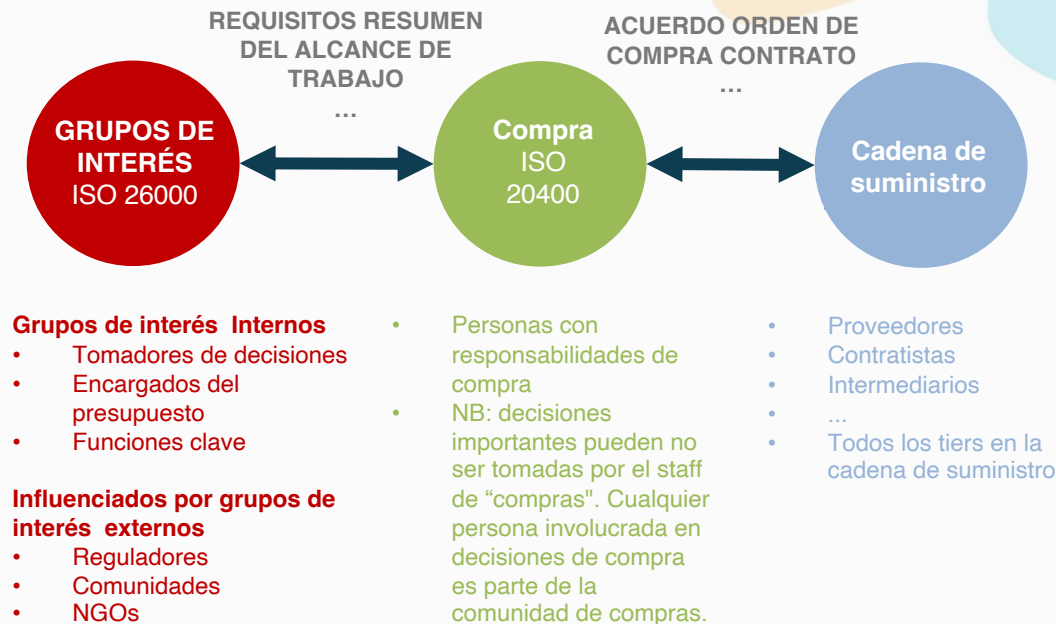 REQUISITOS RESUMEN
DEL ALCANCE DE
TRABAJO
...
ACUERDO ORDEN DE
COMPRA CONTRATO
...
GRUPOS DE
INTERÉS
ISO 26000
Compra
ISO
20400
Cadena de
suministro
Grupos de interés Internos
• Tomadores de decisiones
• Encargados del
presupuesto
• Funciones clave
Influenciados por grupos de
interés externos
• Reguladores
• Comunidades
• NGOs
• Personas con
responsabilidades de
compra
• NB: decisiones
importantes pueden no
ser tomadas por el staff
de “compras". Cualquier
persona involucrada en
decisiones de compra
es parte de la
comunidad de compras.
• Proveedores
• Contratistas
• Intermediarios
• ...
• Todos los tiers en la
cadena de suministro